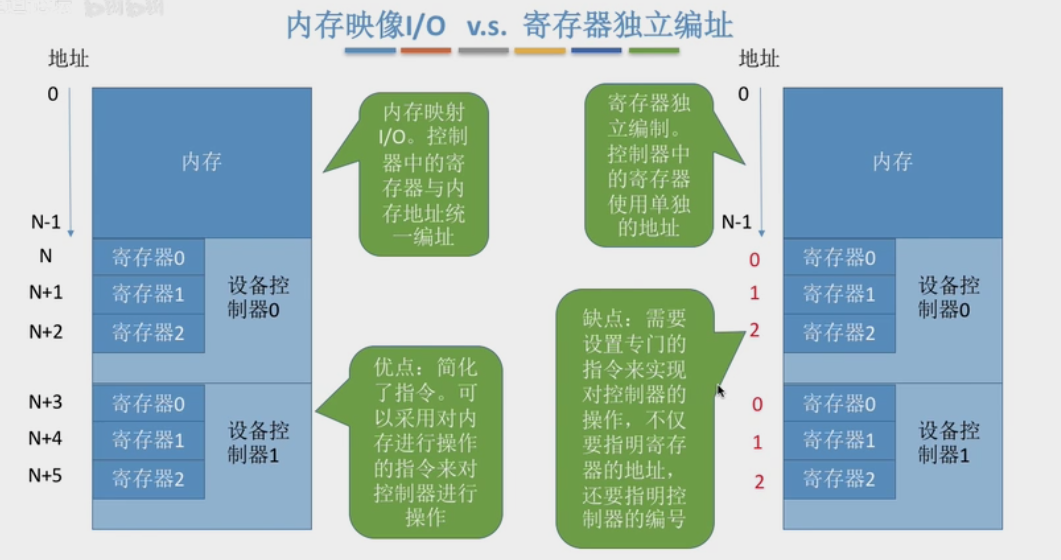 内存映像I/O v.s. 寄存器独立编址
地址
0
N-1
N
N+1
N+2
N+3
N+4
N+5
内存
寄存器0
寄存器1
寄存器2
设备控
制器0
寄存器0
寄存器1
寄存器2
设备控
制器1
内存映射
I/O。控制
器中的寄
存器与内
存地址统
一编址
优点：简化
了指令。可
以采用对内
存进行操作
的指令来对
控制器进行
操作
寄存器独
立编制。
控制器中
的寄存器
使用单独
的地址
缺点：需要
设置专门的
指令来实现
对控制器的
操作，不仅
要指明寄存
器的地址，
还要指明控
制器的编号
地址
0
N-1
0
1
2
0
1
2
内存
寄存器0
寄存器1
寄存器2
设备控
制器0
寄存器0
寄存器1
寄存器2
设备控
制器1